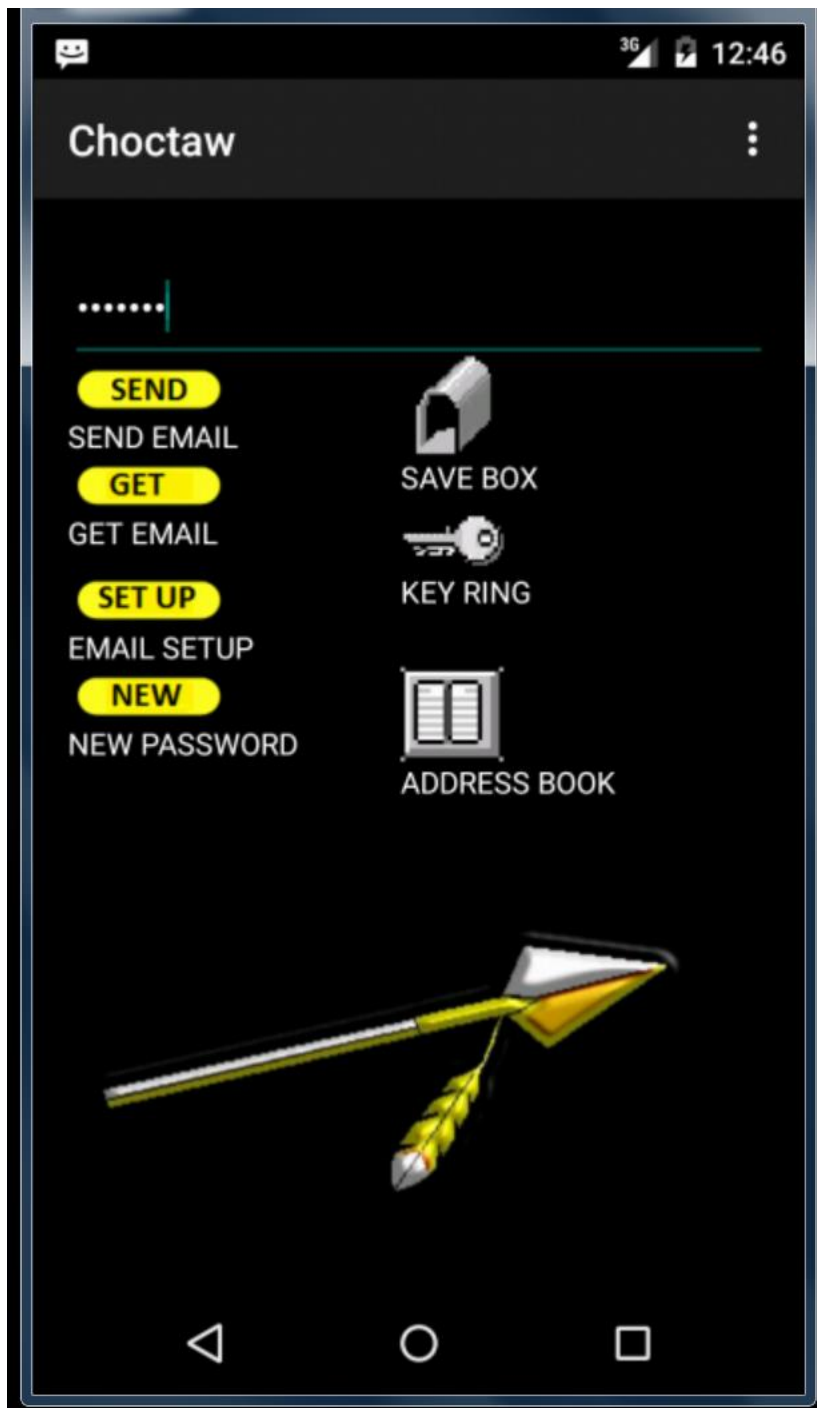 3G 12:46
Choctaw
•••••••
SEND
SEND EMAIL
GET
GET EMAIL
SET UP
EMAIL SETUP
NEW
NEW PASSWORD
SAVE BOX
KEY RING
ADDRESS BOOK